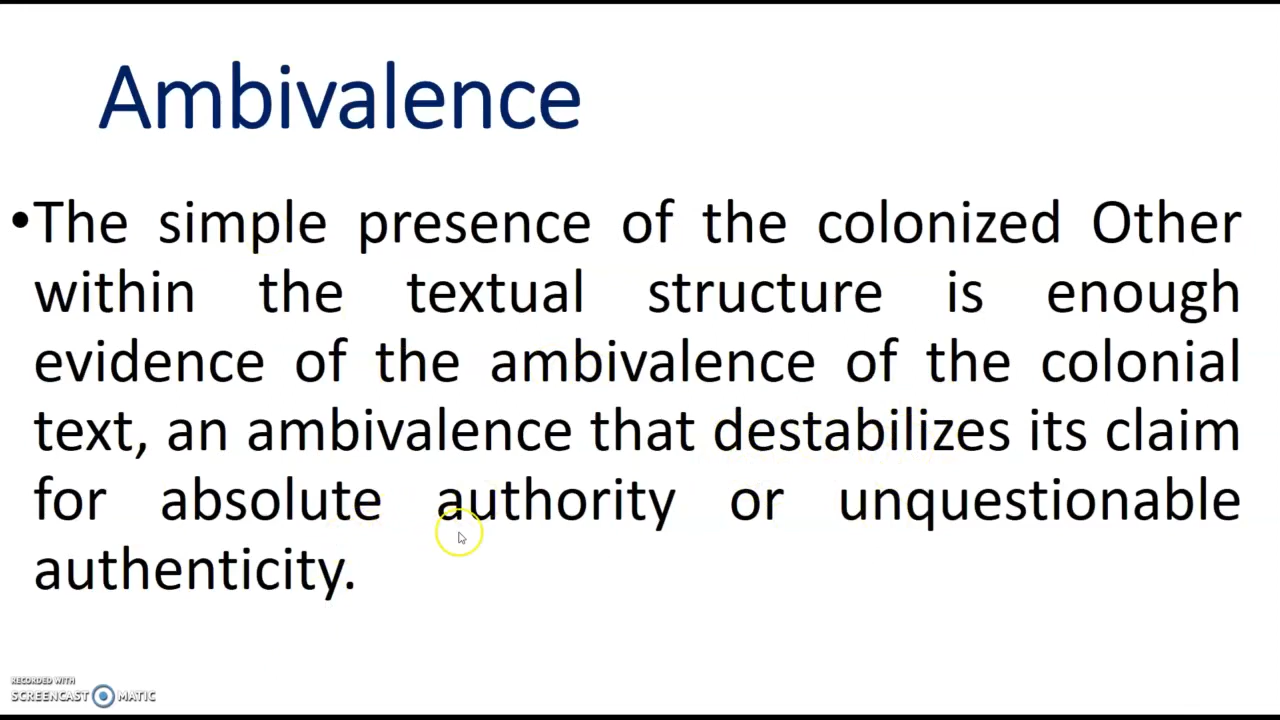 Ambivalence
•The simple presence of the colonized Other
within the textual structure is enough
evidence of the ambivalence of the colonial
text, an ambivalence that destabilizes its claim
for absolute authority or unquestionable
authenticity.
RECORDED WITH
SCREENCAST MATIC